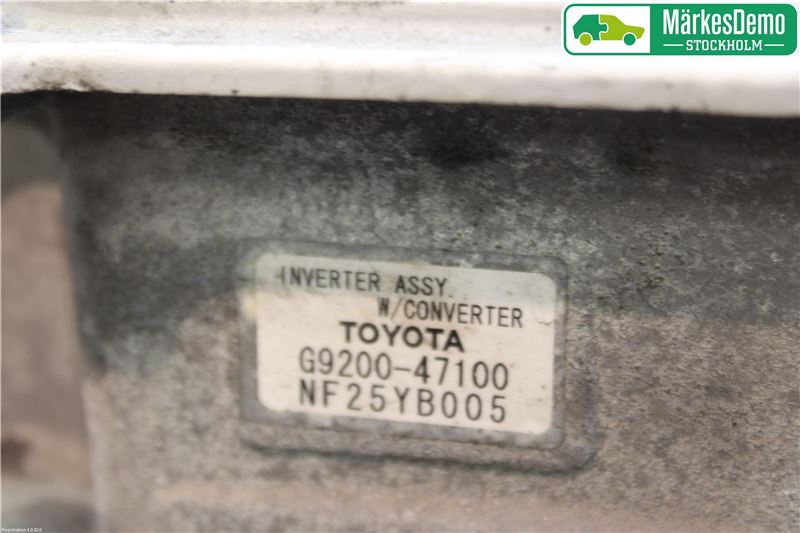 MärkesDemo
STOCKHOLM
INVERTER ASSY.
W/CONVERTER
TOYOTA
G9200-47100
NF25YB005